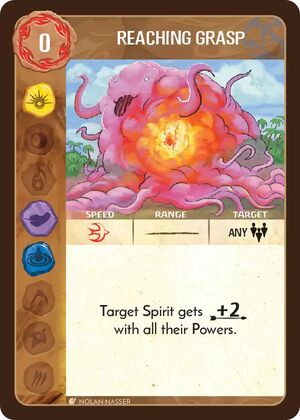 0 REACHING GRASP
SPEED RANGE TARGET
ANY
Target Spirit gets +2
with all their Powers.
NOLAN NASSER